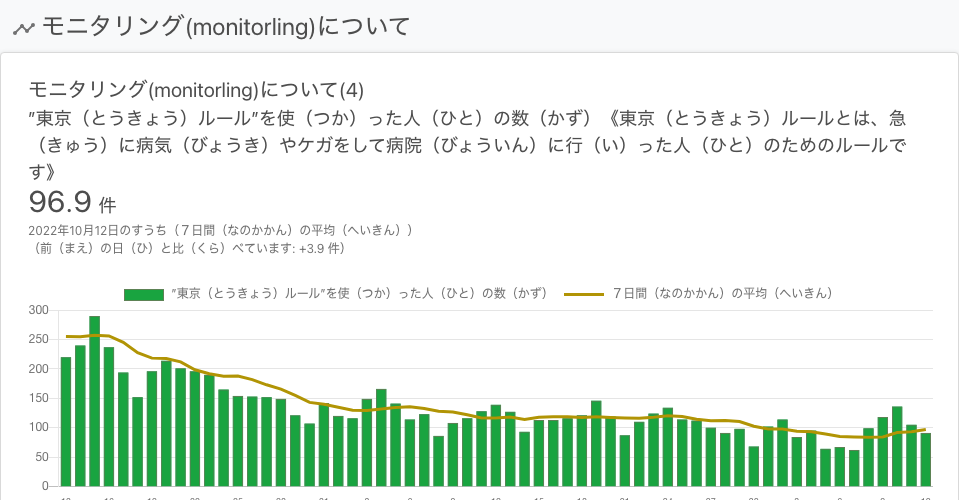 モニタリング(monitorling)について
モニタリング(monitorling)について(4)
”東京（とうきょう）ルール”を使（つか）った人（ひと）の数（かず）《東京（とうきょう）ルールとは、急
（きゅう）に病気（びょうき）やケガをして病院（びょういん）に行（い）った人（ひと）のためのルールで
す》
96.9 件
2022年10月12日のすうち（７日間（なのかかん）の平均（へいきん））
（前（まえ）の日（ひ）と比（くら）べています: +3.9 件）
”東京（とうきょう）ルール”を使（つか）った人（ひと）の数（かず） ７日間（なのかかん）の平均（へいきん）
300
250
200
150
100
50
0